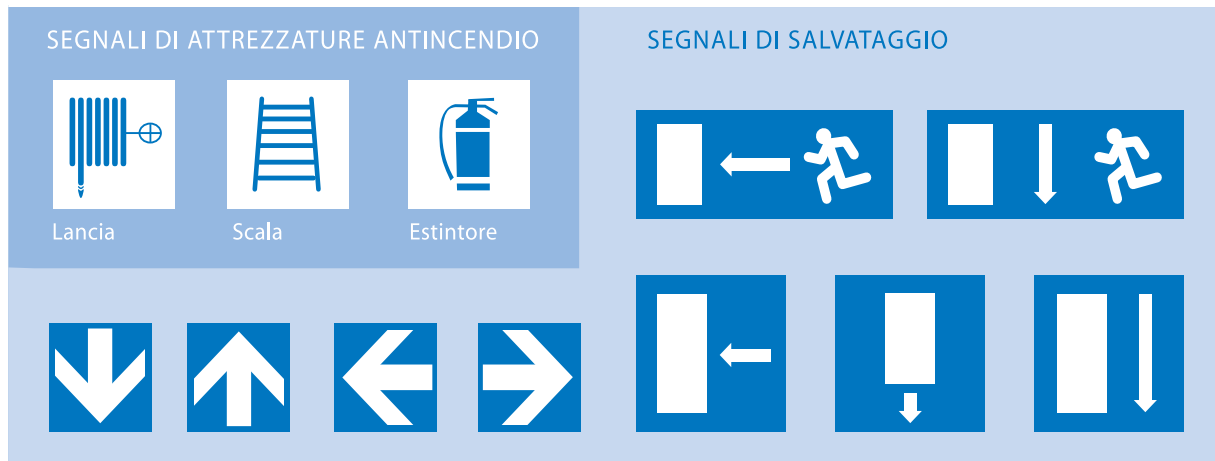 SEGNALI DI ATTREZZATURE ANTINCENDIO
Lancia
Scala
Estintore
SEGNALI DI SALVATAGGIO